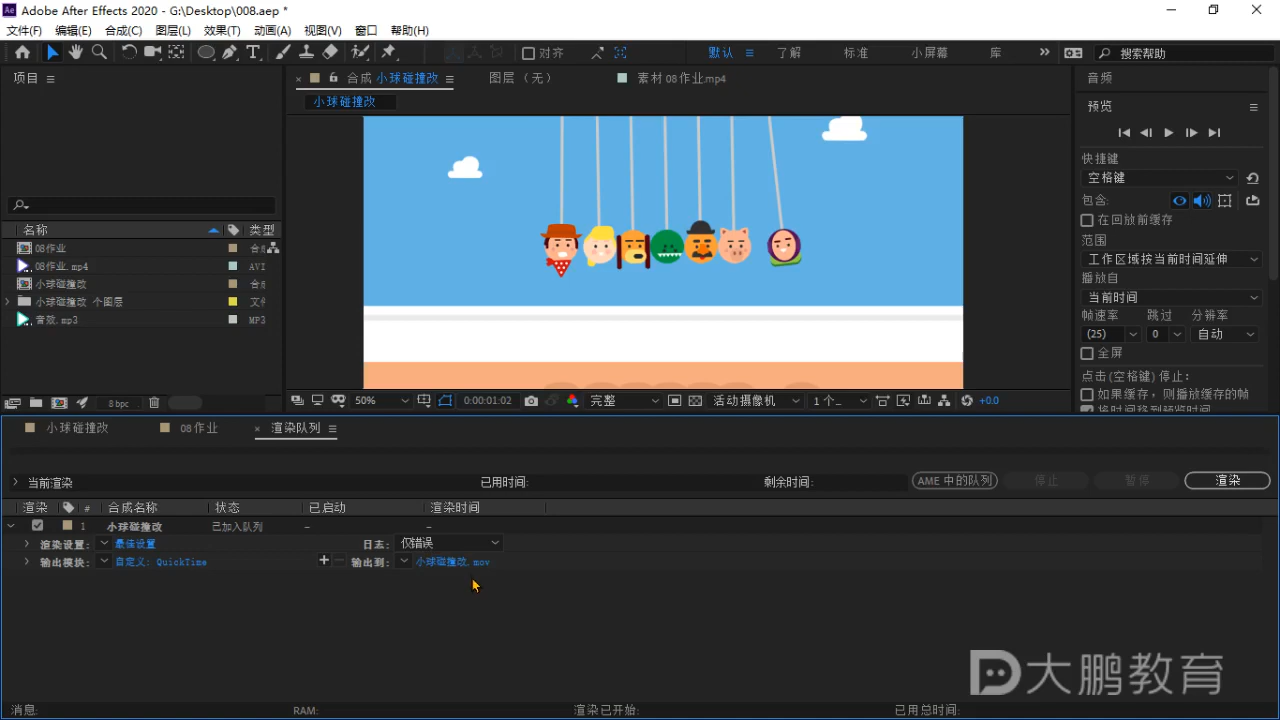 Adobe After Effects 2020 - G:\Desktop\008.aep *
文件(F) 编辑(E) 合成(C) 图层(L) 效果(T) 动画(A) 视图(V) 窗口 帮助(H)
对齐 默认 了解 标准 小屏幕 库 搜索帮助
项目
合成 小球碰撞改 图层 (无) 素材 08作业.mp4
音频
小球碰撞改
预览
快捷键
空格键
包含:
在回放前缓存
范围
工作区域按当前时间延伸
播放自
当前时间
帧速率 跳过 分辨率
(25) 0 自动
全屏
点击(空格键)停止:
如果缓存, 则播放缓存的帧
将时间移到预览时间
名称 类型
08作业
08作业.mp4 AVI
小球碰撞改
小球碰撞改 个图层
音效.mp3 MP3
8 bpc
50% 0:00:01:02 完整 活动摄像机 1 个_ +0.0
小球碰撞改 08作业 渲染队列
当前渲染 已用时间: 剩余时间: AME 中的队列 停止 暂停 渲染
渲染 # 合成名称 状态 已启动 渲染时间
1 小球碰撞改 已加入队列 - -
渲染设置: 最佳设置 日志: 仅错误
输出模块: 自定义: QuickTime 输出到: 小球碰撞改.mov
大鹏教育
消息: RAM: 渲染已开始: 已用总时间: